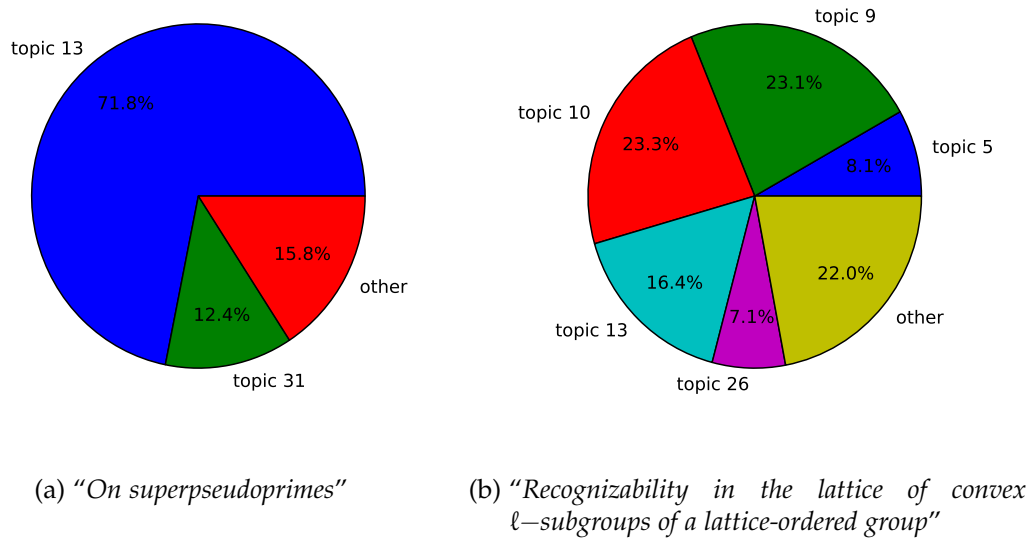 topic 13
71.8%
12.4%
topic 31
15.8%
other
(a) “On superpseudoprimes”
topic 9
23.1%
topic 10
23.3%
topic 5
8.1%
16.4%
topic 13
7.1%
topic 26
22.0%
other
(b) “Recognizability in the lattice of convex
ℓ−subgroups of a lattice-ordered group”